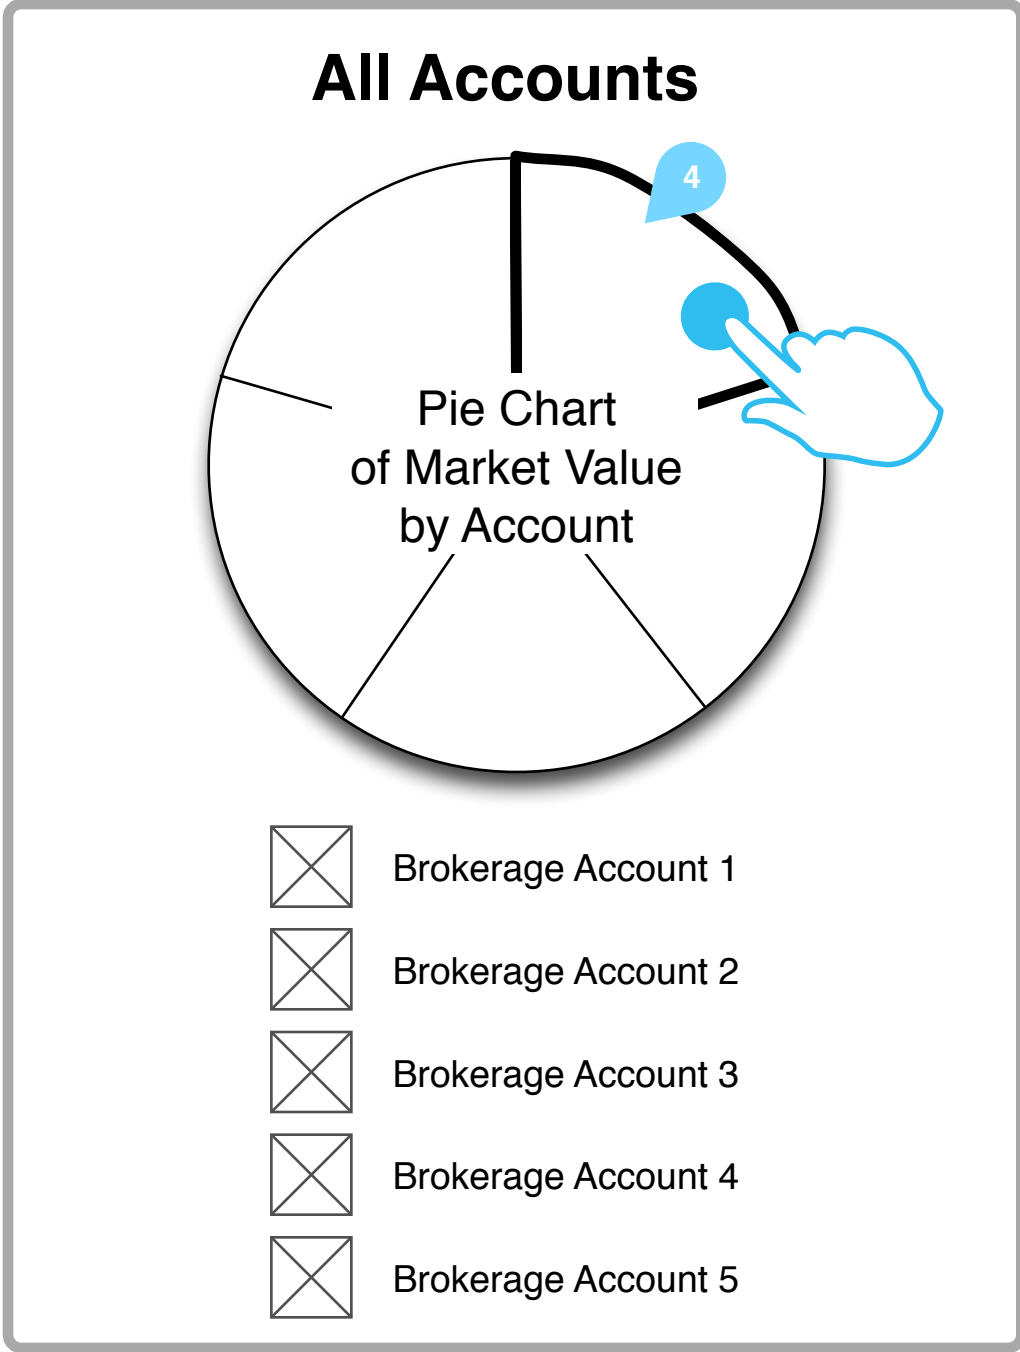 All Accounts
4
Pie Chart
of Market Value
by Account
Brokerage Account 1
Brokerage Account 2
Brokerage Account 3
Brokerage Account 4
Brokerage Account 5